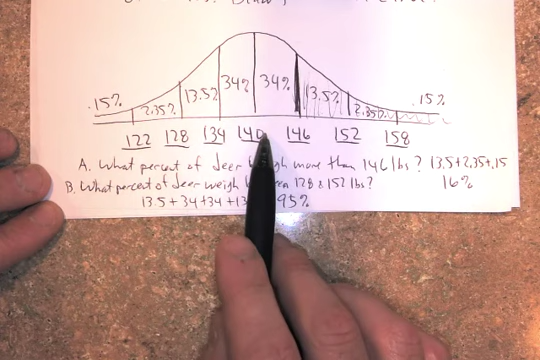 .15% 2.35% 13.5% 34% 34% 13.5% 2.35% .15%
122 128 134 140 146 152 158
A. What percent of deer weigh more than 146 lbs? 13.5+2.35+.15
B. What percent of deer weigh 128 & 152 lbs? 16%
13.5+34+34+13 95%